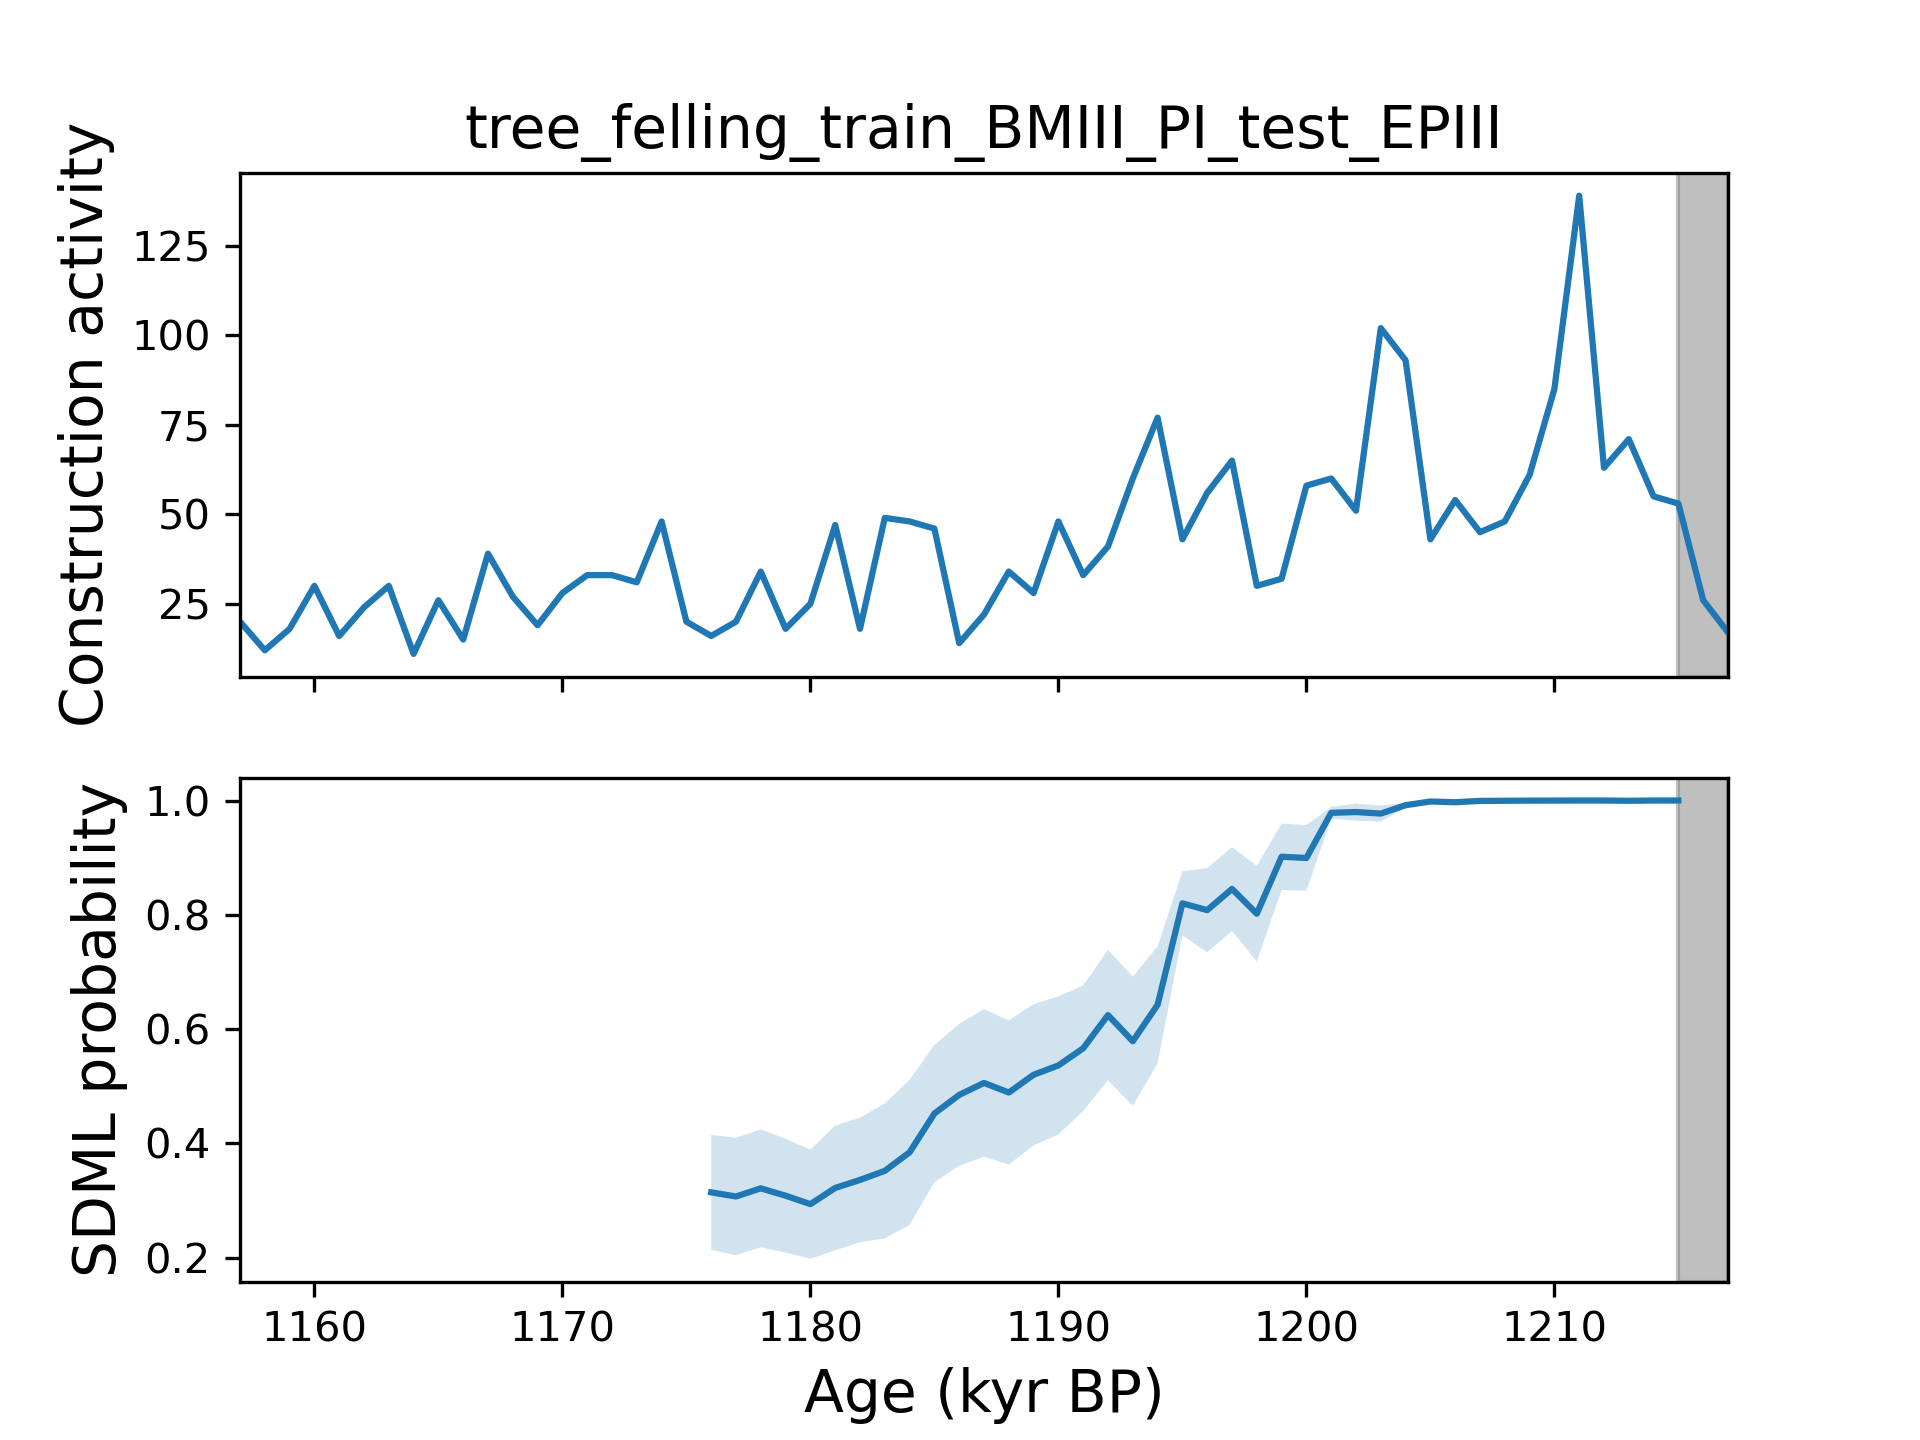 tree_felling_train_BMIII_PI_test_EPIII
Construction activity
125
100
75
50
25
SDML probability
1.0
0.8
0.6
0.4
0.2
1160 1170 1180 1190 1200 1210
Age (kyr BP)